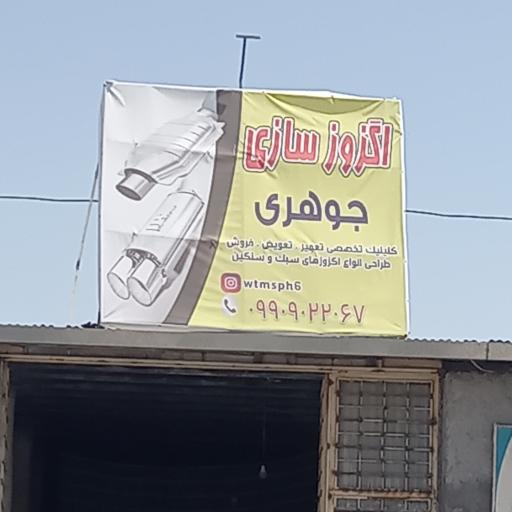 اگزوز سازی
جوهری
کلینیک تخصصی تعمیر . تعویض . فروش
طراحی انواع اگزوزهای سبک و سنگین
wtmsph6
۰۹۹۰۹۰۲۲۰۶۷